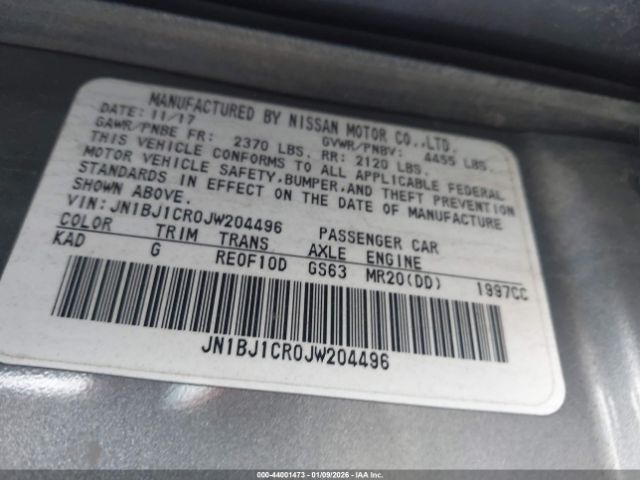 MANUFACTURED BY NISSAN MOTOR CO.,LTD.
DATE: 11/17 GVWR/PNBV: 4455 LBS.
GAWR/PNBE FR: 2370 LBS. RR: 2120 LBS.
THIS VEHICLE CONFORMS TO ALL APPLICABLE FEDERAL
MOTOR VEHICLE SAFETY,BUMPER,AND THEFT PREVENTION
STANDARDS IN EFFECT ON THE DATE OF MANUFACTURE
SHOWN ABOVE.
VIN: JN1BJ1CR0JW204496 PASSENGER CAR
COLOR TRIM TRANS AXLE ENGINE
KAD G RE0F10D GS63 MR20(DD) 1997CC
JN1BJ1CR0JW204496
000-44001473 - 01/09/2026 - IAA Inc.